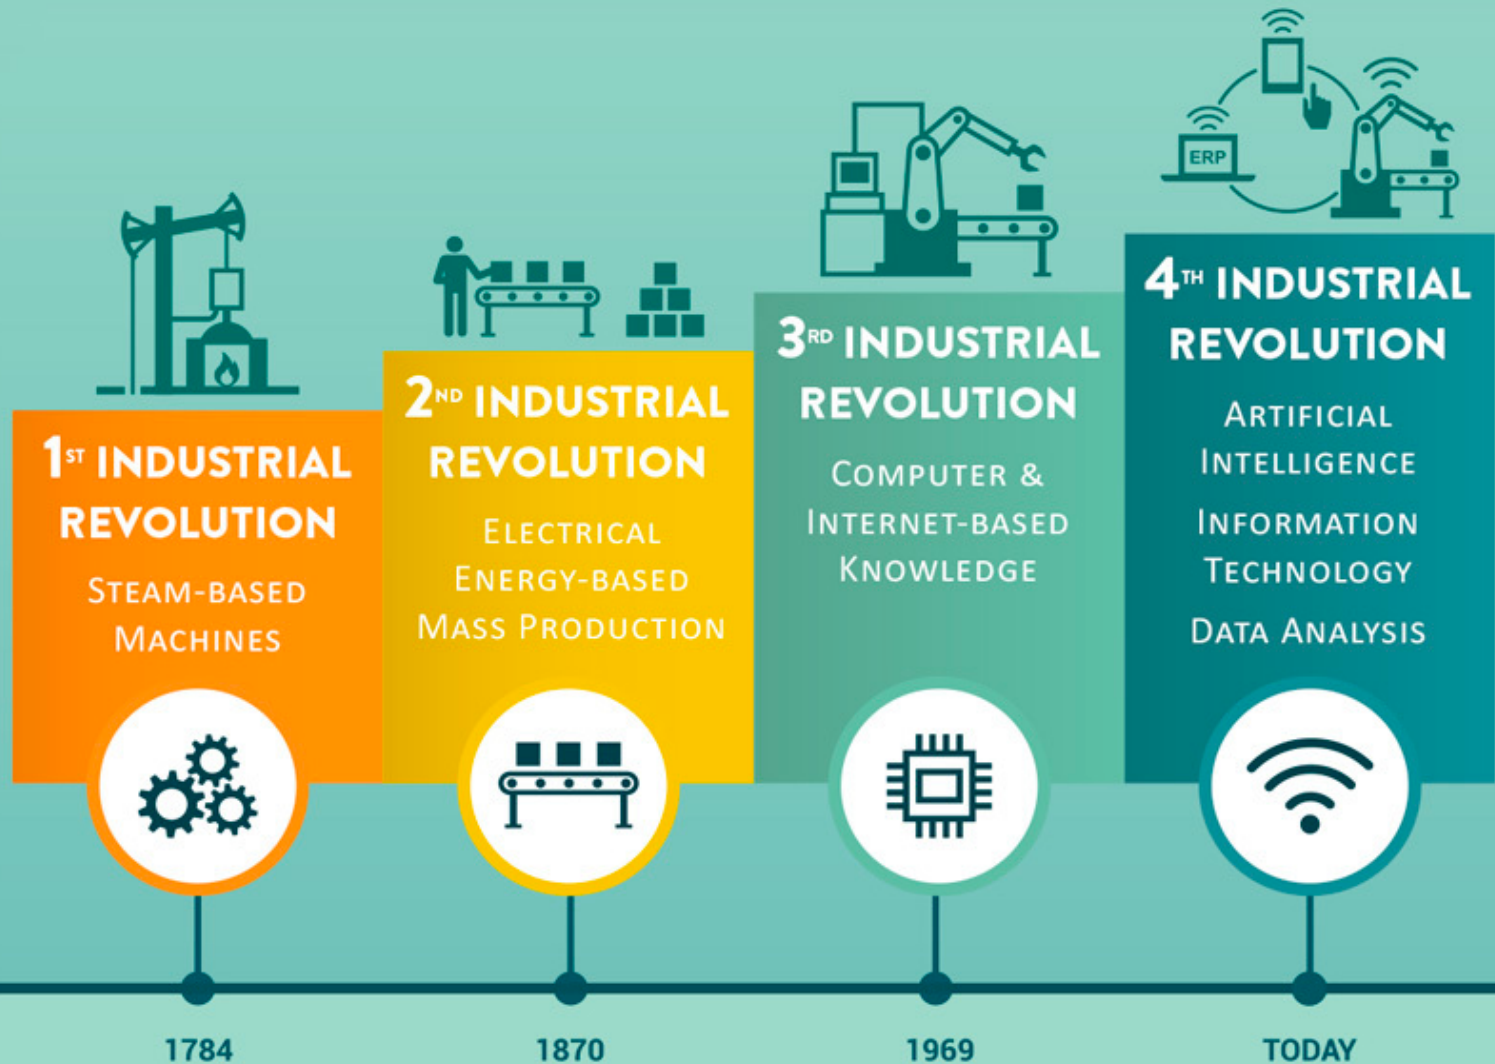 ERP
1ST INDUSTRIAL
REVOLUTION
STEAM-BASED
MACHINES
2ND INDUSTRIAL
REVOLUTION
ELECTRICAL
ENERGY-BASED
MASS PRODUCTION
3RD INDUSTRIAL
REVOLUTION
COMPUTER &
INTERNET-BASED
KNOWLEDGE
4TH INDUSTRIAL
REVOLUTION
ARTIFICIAL
INTELLIGENCE
INFORMATION
TECHNOLOGY
DATA ANALYSIS
1784
1870
1969
TODAY